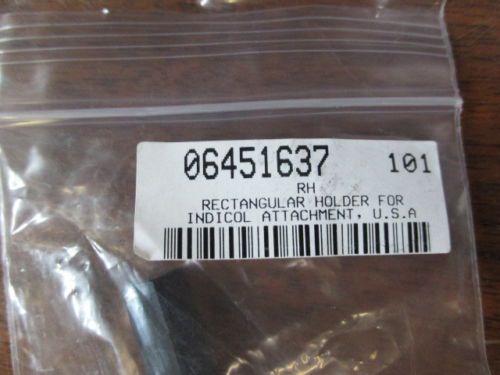 06451637 101
RH
RECTANGULAR HOLDER FOR
INDICOL ATTACHMENT, U.S.A